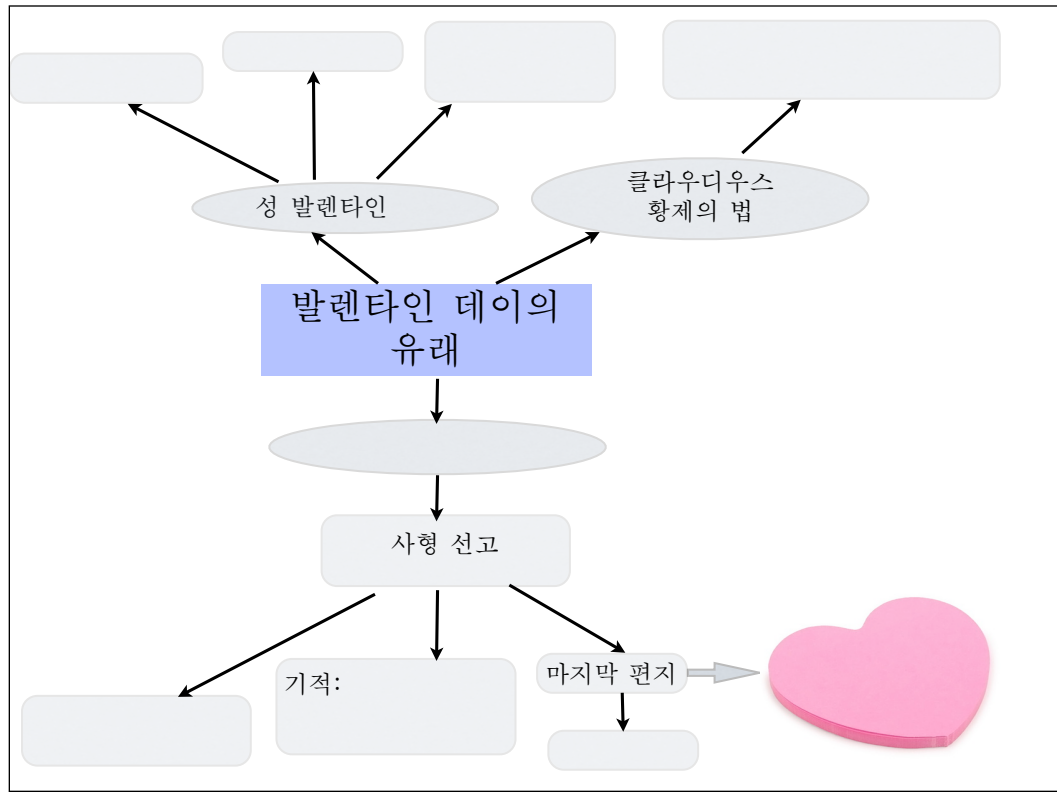 성 발렌타인
클라우디우스
황제의 법
발렌타인 데이의
유래
사형 선고
기적:
마지막 편지